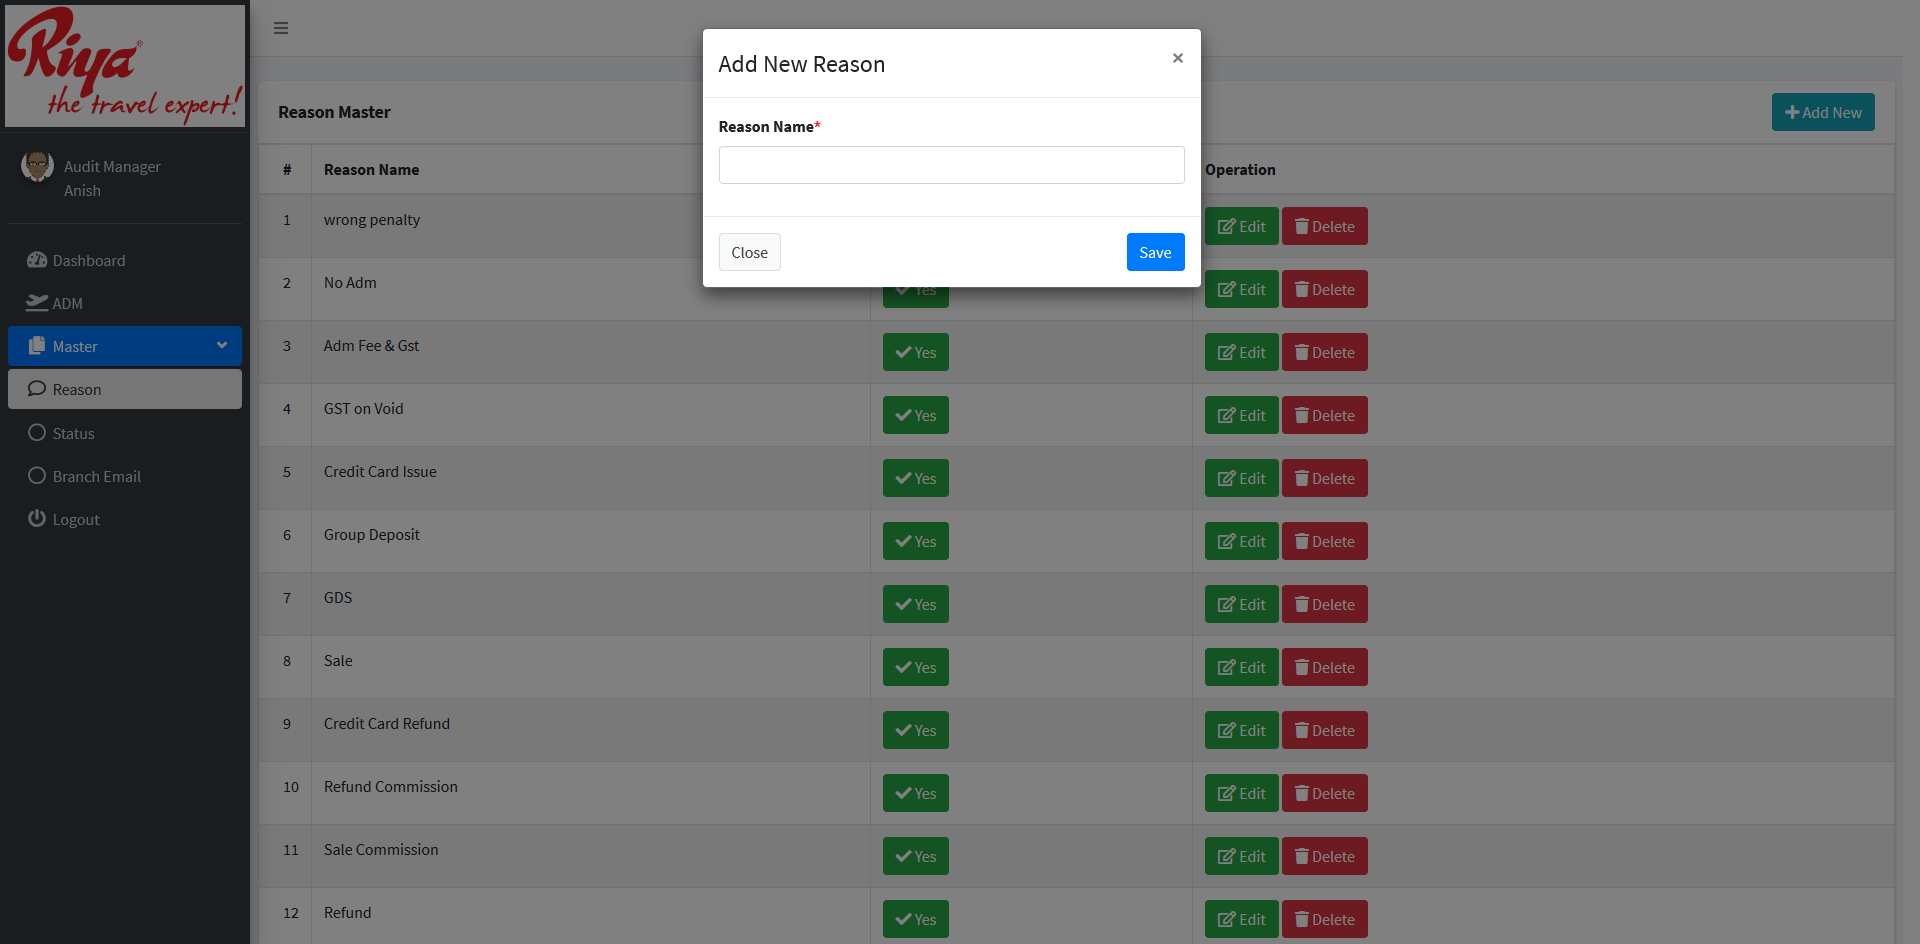 Riya®
the travel expert!
Audit Manager
Anish
Dashboard
ADM
Master
Reason
Status
Branch Email
Logout
Add New Reason
×
Reason Name*
Close
Save
Reason Master
Add New
# Reason Name Operation
1 wrong penalty Edit Delete
2 No Adm Yes Edit Delete
3 Adm Fee & Gst Yes Edit Delete
4 GST on Void Yes Edit Delete
5 Credit Card Issue Yes Edit Delete
6 Group Deposit Yes Edit Delete
7 GDS Yes Edit Delete
8 Sale Yes Edit Delete
9 Credit Card Refund Yes Edit Delete
10 Refund Commission Yes Edit Delete
11 Sale Commission Yes Edit Delete
12 Refund Yes Edit Delete